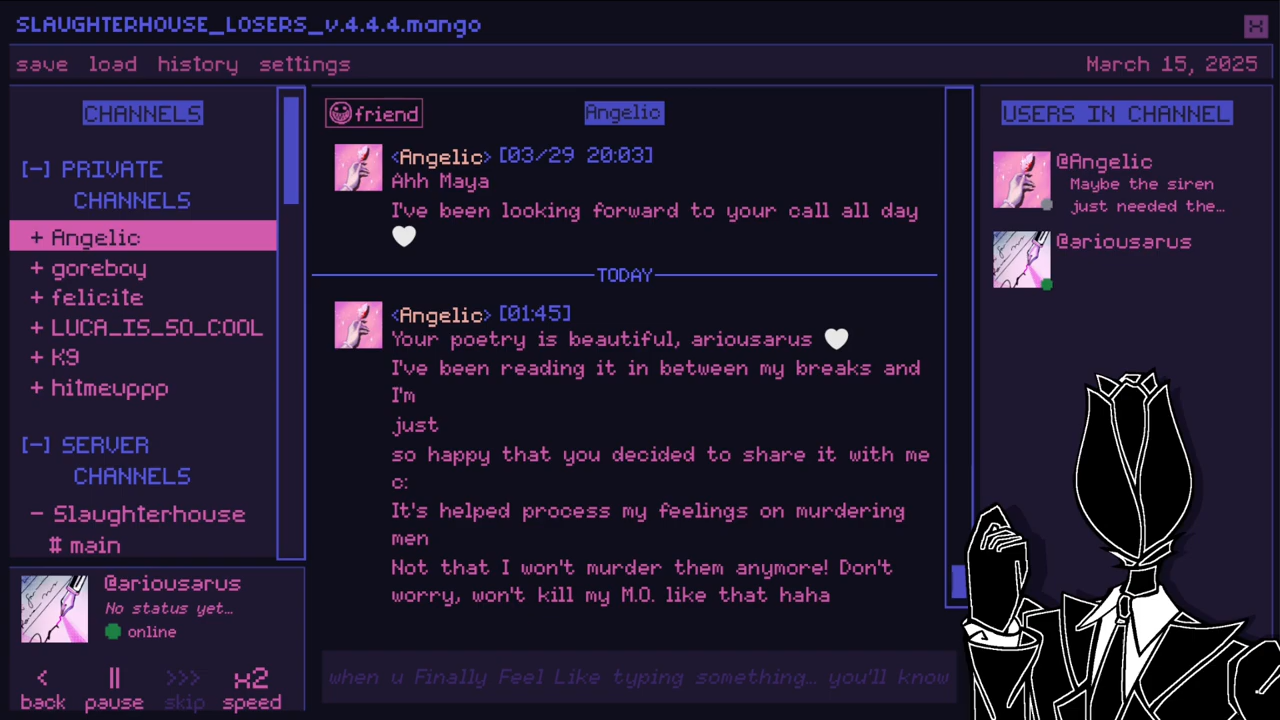 SLAUGHTERHOUSE_LOSERS_v.4.4.4.mango
X
save load history settings
March 15, 2025
CHANNELS
[-] PRIVATE
CHANNELS
+ Angelic
+ goreboy
+ felicite
+ LUCA_IS_SO_COOL
+ K9
+ hitmeuppp
[-] SERVER
CHANNELS
- Slaughterhouse
# main
@ariousarus
No status yet…
online
< || >>> x2
back pause skip speed
friend
Angelic
<Angelic> [03/29 20:03]
Ahh Maya
I've been looking forward to your call all day
🤍
TODAY
<Angelic> [01:45]
Your poetry is beautiful, ariousarus 🤍
I've been reading it in between my breaks and
I'm
just
so happy that you decided to share it with me
c:
It's helped process my feelings on murdering
men
Not that I won't murder them anymore! Don't
worry, won't kill my M.O. like that haha
when u Finally Feel Like typing something… you'll know
USERS IN CHANNEL
@Angelic
Maybe the siren
just needed the…
@ariousarus